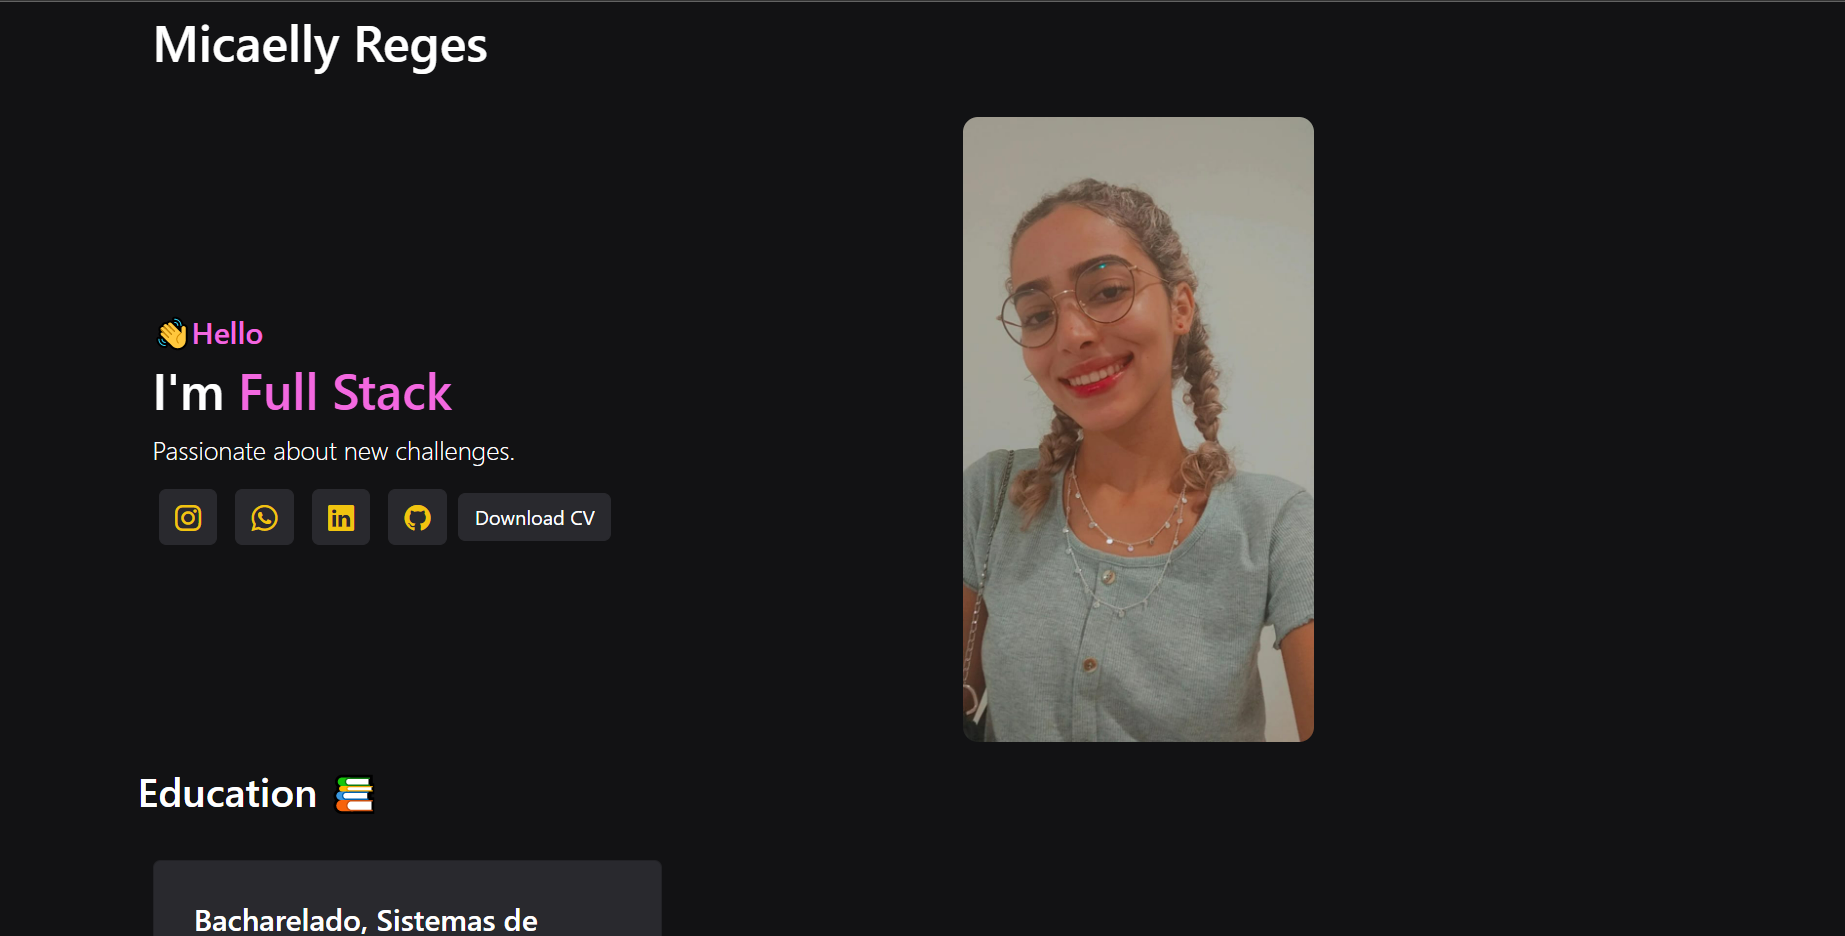 Micaelly Reges
👋Hello
I'm Full Stack
Passionate about new challenges.
Download CV
Education 📚
Bacharelado, Sistemas de